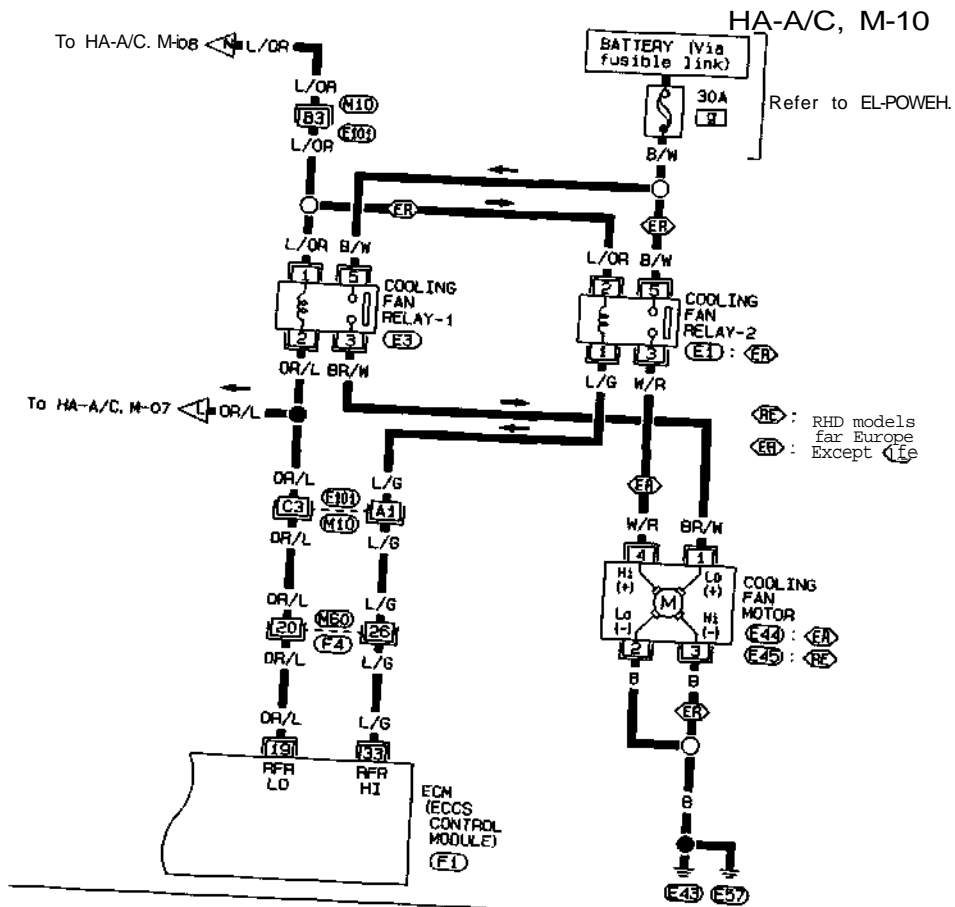 HA-A/C, M-10
To HA-A/C. M-i08
N
L/OR
BATTERY (Via
fusible link)
30A
g
Refer to EL-POWEH.
B/W
L/OR
B3
M10
E101
L/OR
ER
ER
L/OR B/W
1 5
COOLING
FAN
RELAY-1
E3
2 3
OR/L BR/W
L/OR B/W
2 5
COOLING
FAN
RELAY-2
E1 : ER
1 3
L/G W/R
To HA-A/C. M-07
L
OR/L
RE : RHD models
far Europe
ER : Except
OR/L L/G
C3
E101
M10
A1
OR/L L/G
ER
W/R BR/W
4 1
Hi
(+)
Lo
(+)
M
Lo
(-)
Hi
(-)
2 3
COOLING
FAN
MOTOR
E44 : ER
E45 : RE
OR/L L/G
20
M60
F4
26
OR/L L/G
B B
ER
OR/L L/G
19 33
RFR
LO
RFR
HI
ECM
(ECCS
CONTROL
MODULE)
F1
B
E43 E57